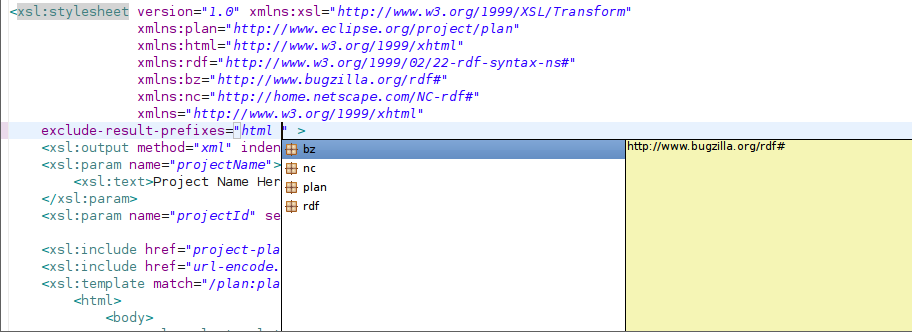 <xsl:stylesheet version="1.0" xmlns:xsl="http://www.w3.org/1999/XSL/Transform"
xmlns:plan="http://www.eclipse.org/project/plan"
xmlns:html="http://www.w3.org/1999/xhtml"
xmlns:rdf="http://www.w3.org/1999/02/22-rdf-syntax-ns#"
xmlns:bz="http://www.bugzilla.org/rdf#"
xmlns:nc="http://home.netscape.com/NC-rdf#"
xmlns="http://www.w3.org/1999/xhtml"
exclude-result-prefixes="html " >
<xsl:output method="xml" inden
bz
http://www.bugzilla.org/rdf#
<xsl:param name="projectName">
nc
<xsl:text>Project Name Her
plan
</xsl:param>
rdf
<xsl:param name="projectId" se
<xsl:include href="project-pla
<xsl:include href="url-encode.
<xsl:template match="/plan:pla
<html>
<body>